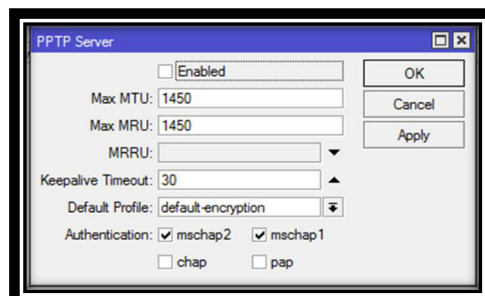 PPTP Server
Enabled
OK
Max MTU: 1450
Cancel
Max MRU: 1450
Apply
MRRU:
Keepalive Timeout: 30
Default Profile: default-encryption
Authentication: mschap2 mschap1
chap pap